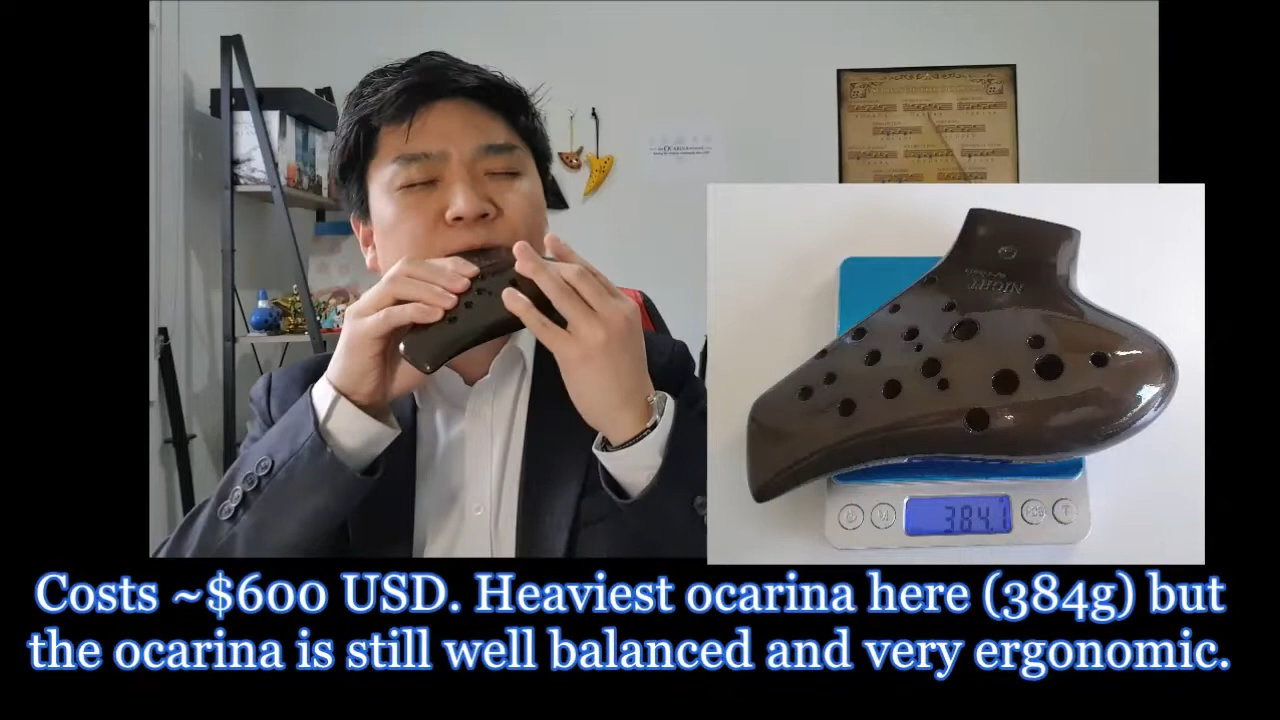 NIGHT
384.1
Costs ~$600 USD. Heaviest ocarina here (384g) but
the ocarina is still well balanced and very ergonomic.